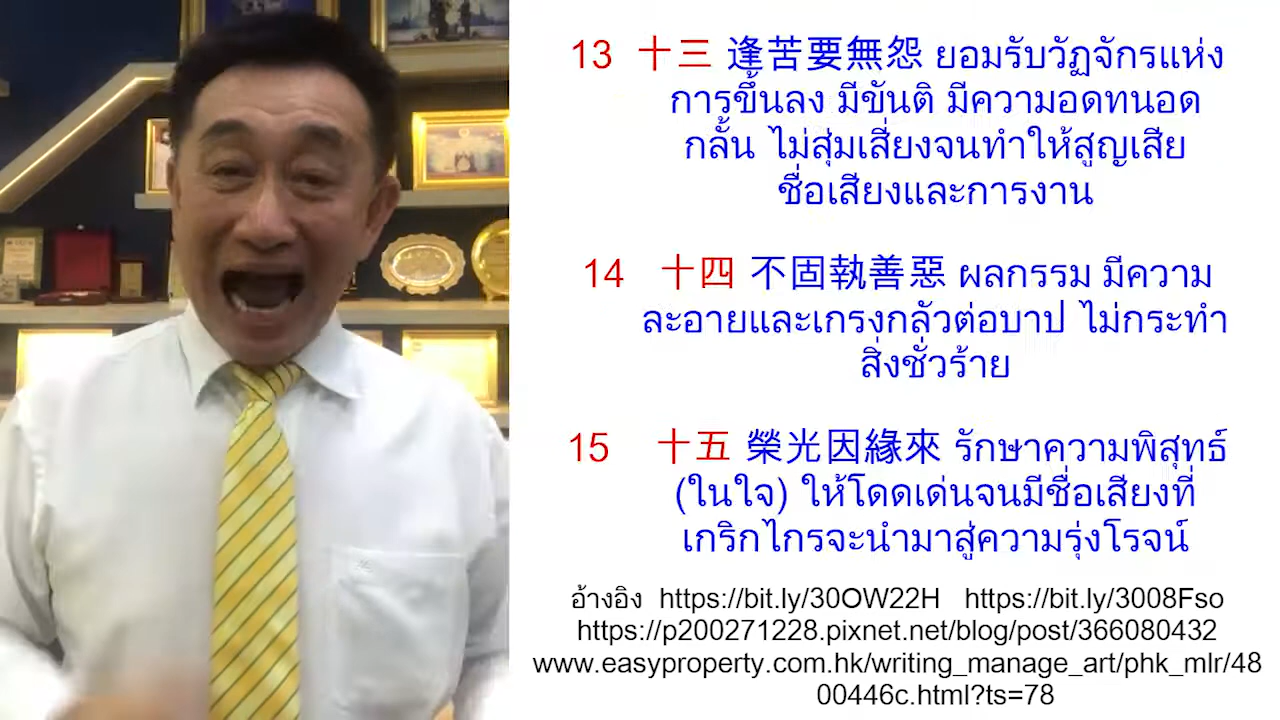 13 十三 逢苦要無怨 ยอมรับวัฏจักรแห่ง
การขึ้นลง มีขันติ มีความอดทนอด
กลั้น ไม่สุ่มเสี่ยงจนทำให้สูญเสีย
ชื่อเสียงและการงาน
14 十四 不固執善惡 ผลกรรม มีความ
ละอายและเกรงกลัวต่อบาป ไม่กระทำ
สิ่งชั่วร้าย
15 十五 榮光因緣來 รักษาความพิสุทธ์
(ในใจ) ให้โดดเด่นจนมีชื่อเสียงที่
เกริกไกรจะนำมาสู่ความรุ่งโรจน์
อ้างอิง https://bit.ly/30OW22H https://bit.ly/3008Fso
https://p200271228.pixnet.net/blog/post/366080432
www.easyproperty.com.hk/writing_manage_art/phk_mlr/48
00446c.html?ts=78